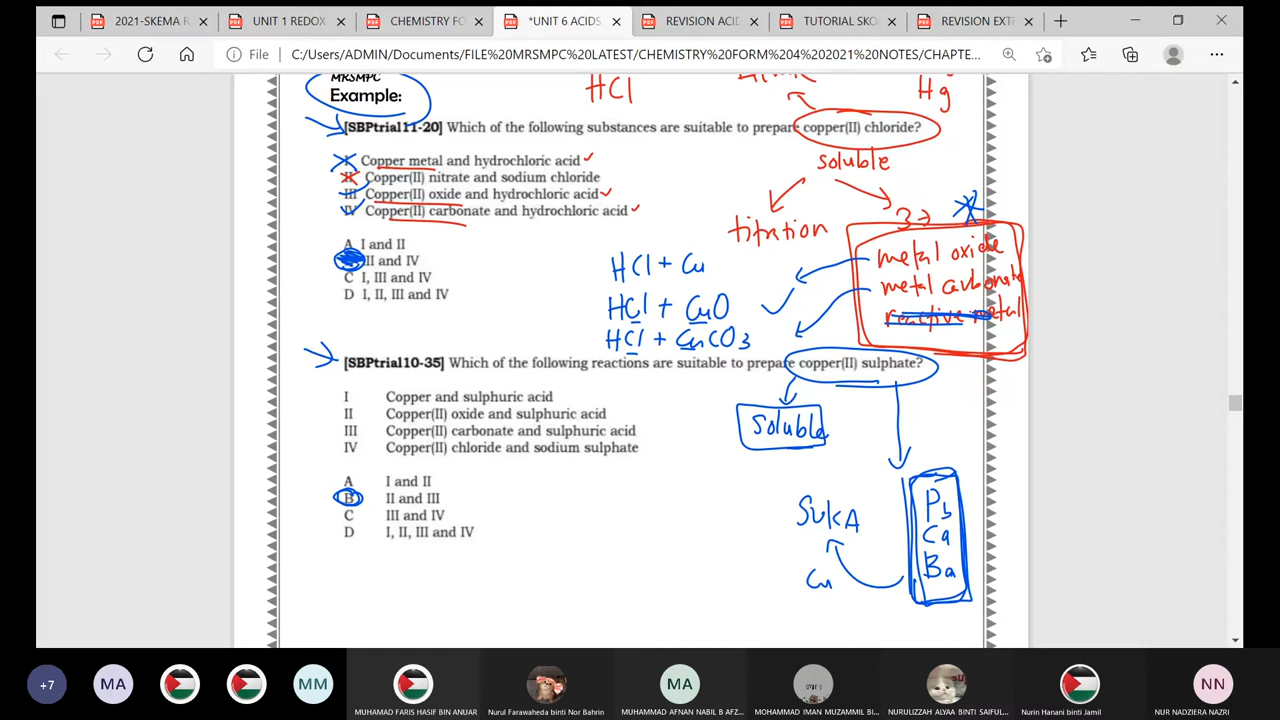 2021-SKEMA R
UNIT 1 REDOX
CHEMISTRY FO
*UNIT 6 ACIDS
REVISION ACID
TUTORIAL SKO
REVISION EXT
File
C:/Users/ADMIN/Documents/FILE%20MRSMPC%20LATEST/CHEMISTRY%20FORM%204%202021%20NOTES/CHAPTE...
MRSMPC
Example:
HCl
Hg
[SBPtrial11-20] Which of the following substances are suitable to prepare copper(II) chloride?
I Copper metal and hydrochloric acid
II Copper(II) nitrate and sodium chloride
III Copper(II) oxide and hydrochloric acid
IV Copper(II) carbonate and hydrochloric acid
soluble
titration
3→
metal oxide
metal carbonate
reactive metal
A I and II
II and IV
C I, III and IV
D I, II, III and IV
HCl + Cu
HCl + CuO
HCl + CuCO3
[SBPtrial10-35] Which of the following reactions are suitable to prepare copper(II) sulphate?
I Copper and sulphuric acid
II Copper(II) oxide and sulphuric acid
III Copper(II) carbonate and sulphuric acid
IV Copper(II) chloride and sodium sulphate
Soluble
A I and II
B II and III
C III and IV
D I, II, III and IV
SukA
Cu
Pb
Ca
Ba
+7
MA
MM
MUHAMAD FARIS HASIF BIN ANUAR
Nurul Farawaheda binti Nor Bahrin
MA
MUHAMMAD AFNAN NABIL B AFZ...
MOHAMMAD IMAN MUZAMMIL BI...
NURULIZZAH ALYAA BINTI SAIFUL...
Nurin Hanani binti Jamil
NN
NUR NADZIERA NAZRI